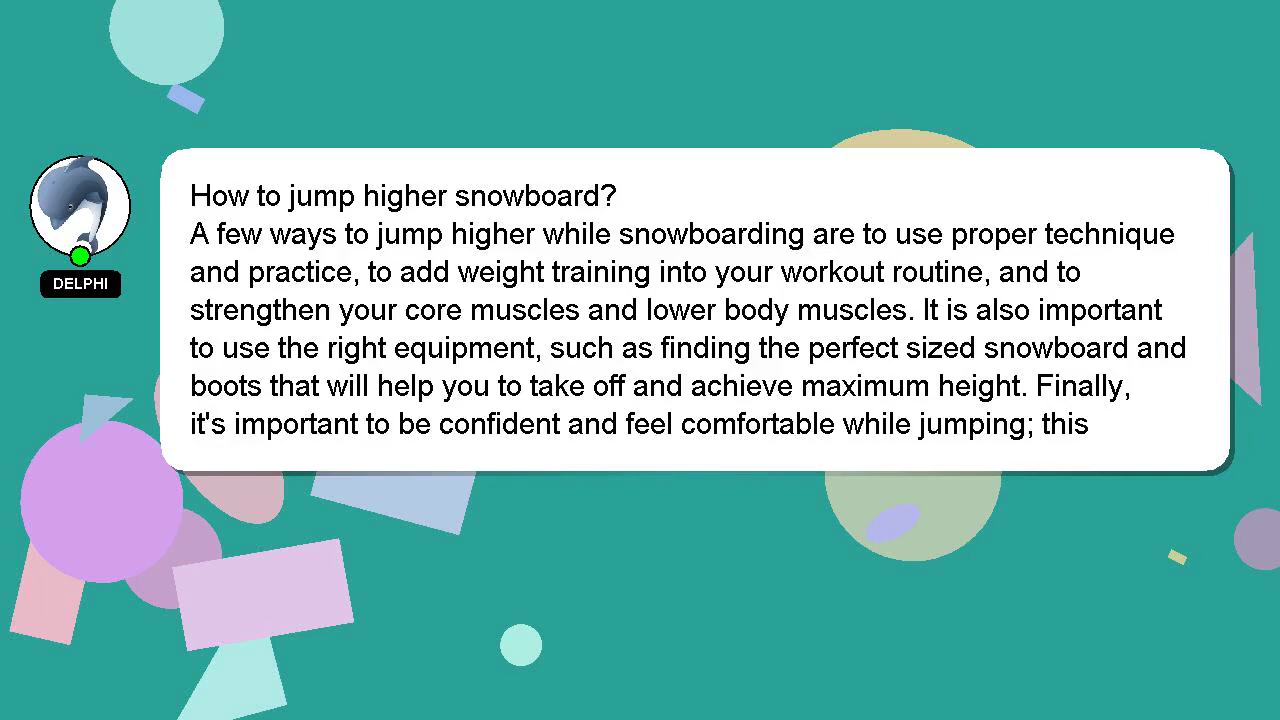 How to jump higher snowboard?
A few ways to jump higher while snowboarding are to use proper technique
and practice, to add weight training into your workout routine, and to
strengthen your core muscles and lower body muscles. It is also important
to use the right equipment, such as finding the perfect sized snowboard and
boots that will help you to take off and achieve maximum height. Finally,
it's important to be confident and feel comfortable while jumping; this
DELPHI